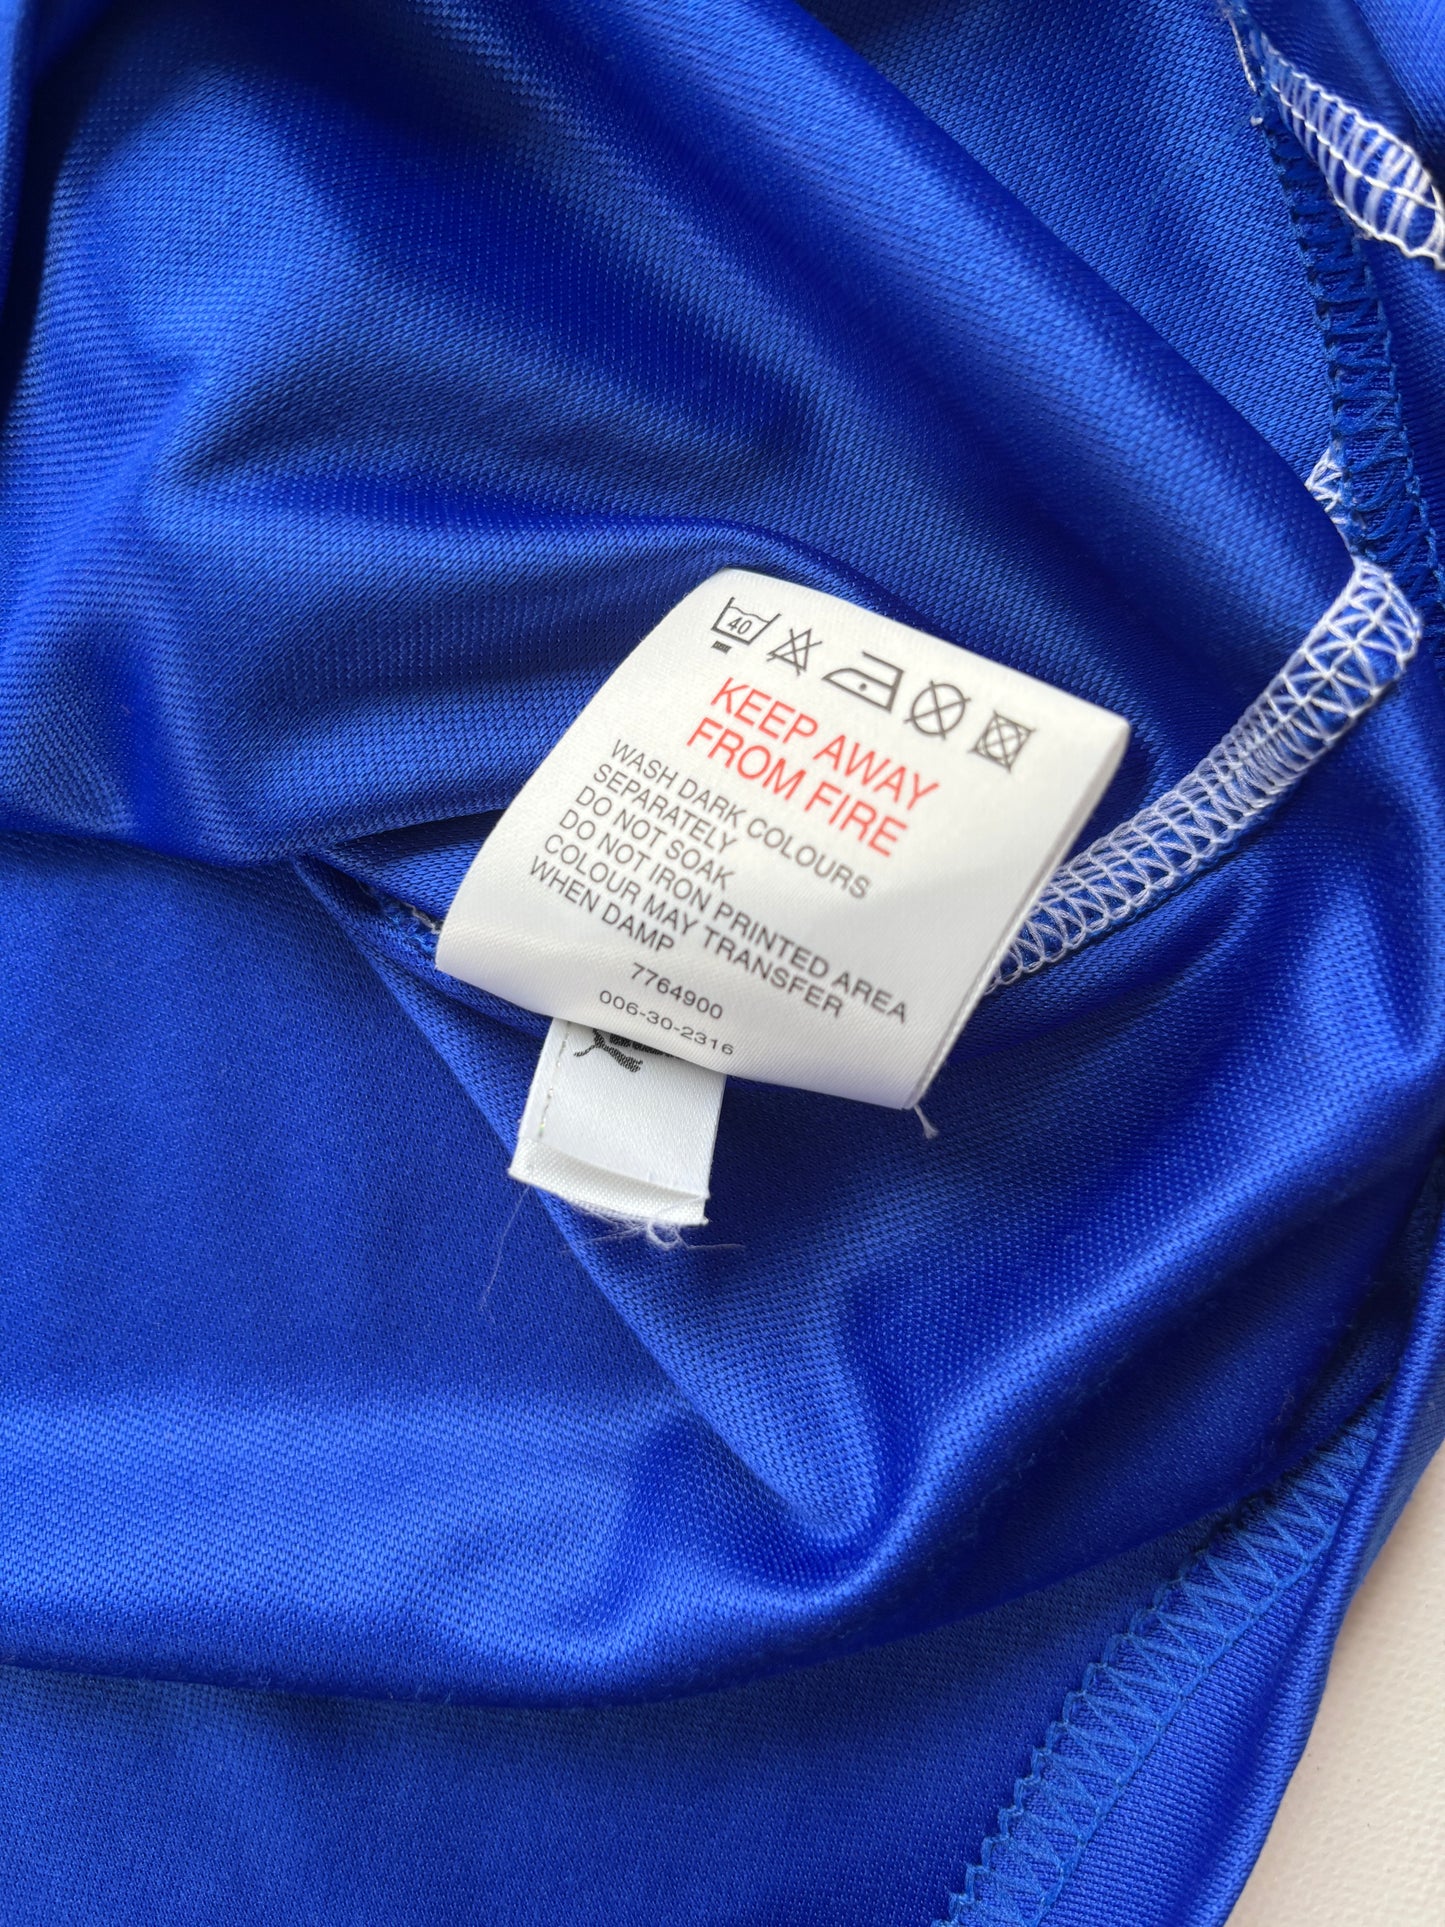 40
KEEP AWAY
FROM FIRE
WASH DARK COLOURS
SEPARATELY
DO NOT SOAK
DO NOT IRON PRINTED AREA
COLOUR MAY TRANSFER
WHEN DAMP
7764900
006-30-2316